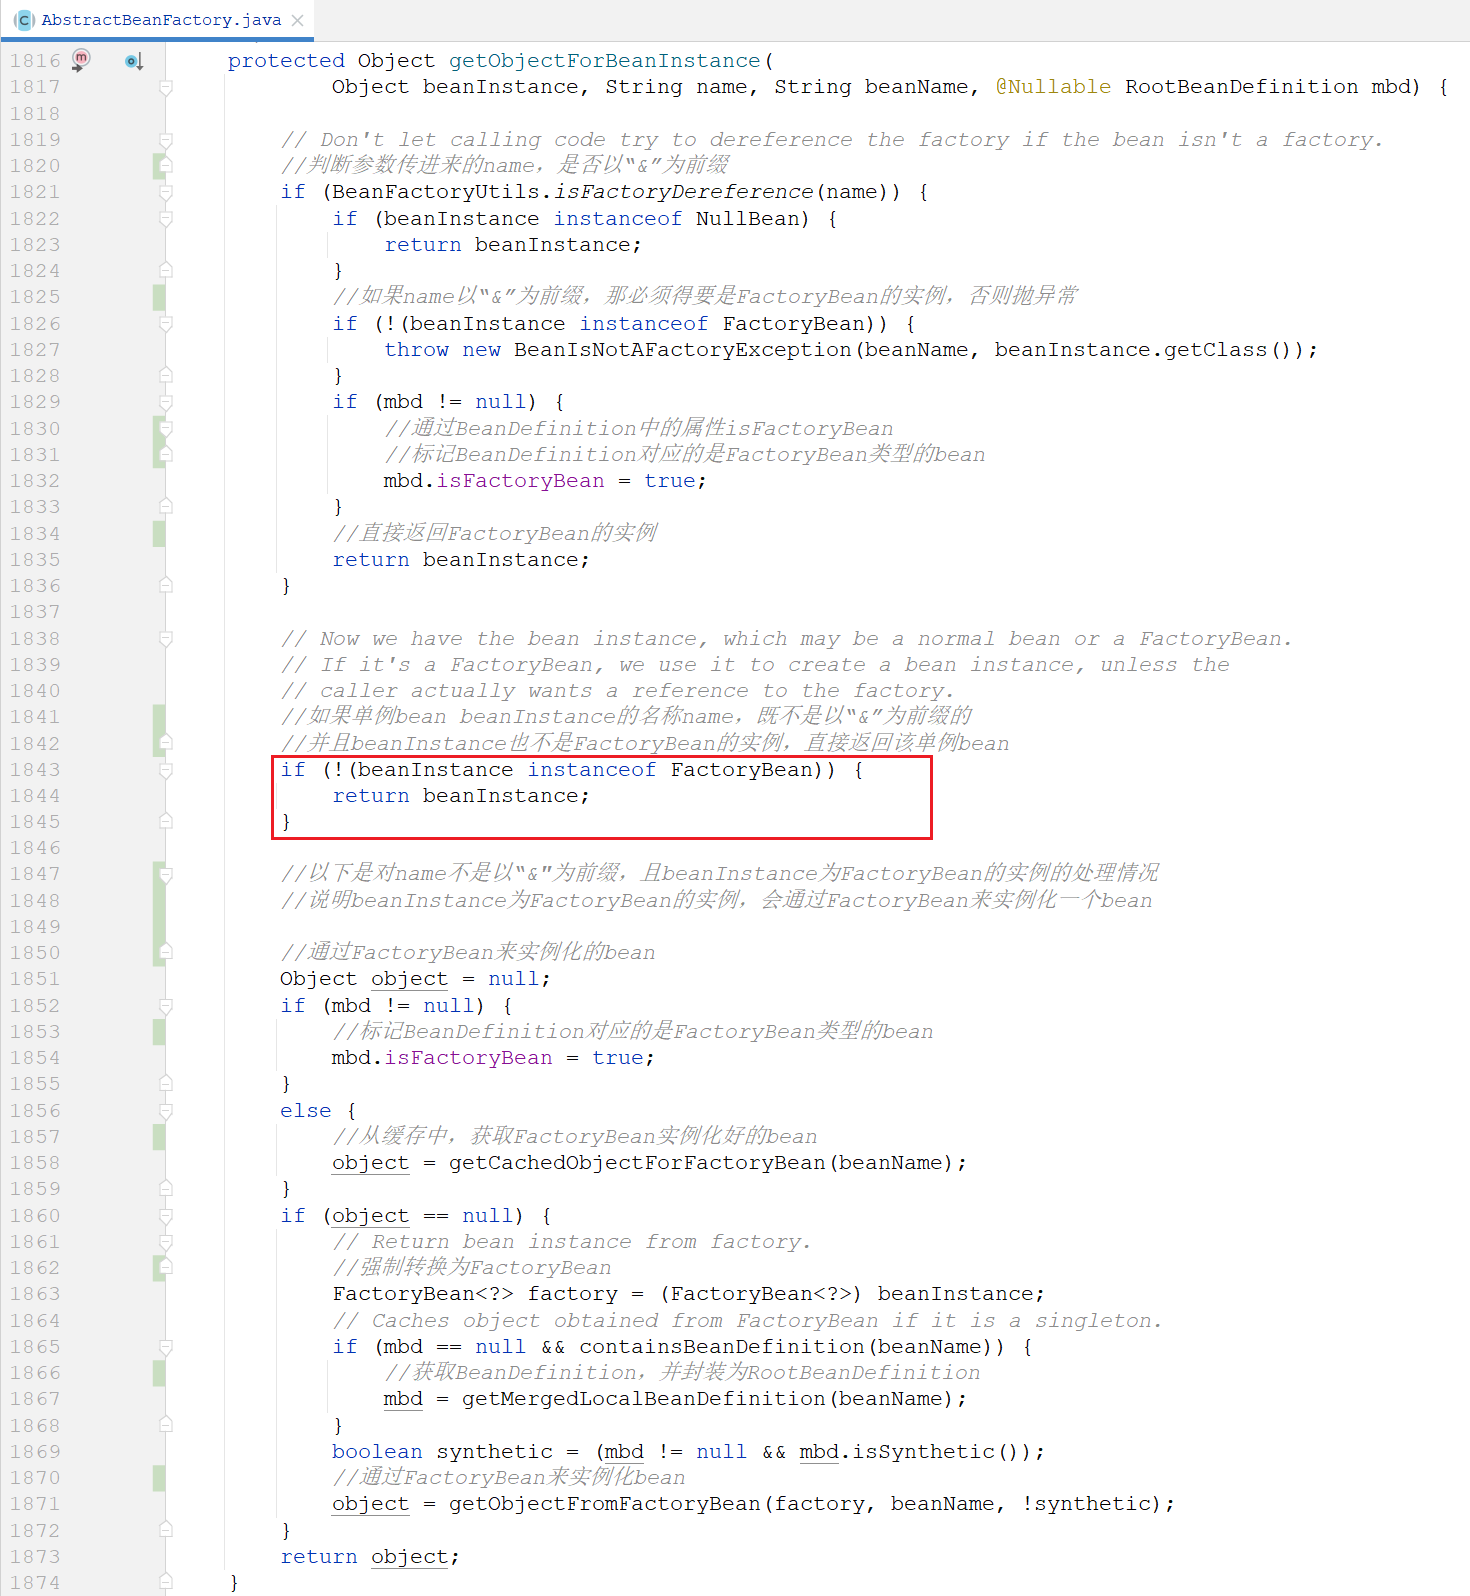 AbstractBeanFactory.java
1816 protected Object getObjectForBeanInstance(
1817 Object beanInstance, String name, String beanName, @Nullable RootBeanDefinition mbd) {
1818
1819 // Don't let calling code try to dereference the factory if the bean isn't a factory.
1820 //判断参数传进来的name，是否以“&”为前缀
1821 if (BeanFactoryUtils.isFactoryDereference(name)) {
1822 if (beanInstance instanceof NullBean) {
1823 return beanInstance;
1824 }
1825 //如果name以“&”为前缀，那必须得要是FactoryBean的实例，否则抛异常
1826 if (!(beanInstance instanceof FactoryBean)) {
1827 throw new BeanIsNotAFactoryException(beanName, beanInstance.getClass());
1828 }
1829 if (mbd != null) {
1830 //通过BeanDefinition中的属性isFactoryBean
1831 //标记BeanDefinition对应的是FactoryBean类型的bean
1832 mbd.isFactoryBean = true;
1833 }
1834 //直接返回FactoryBean的实例
1835 return beanInstance;
1836 }
1837
1838 // Now we have the bean instance, which may be a normal bean or a FactoryBean.
1839 // If it's a FactoryBean, we use it to create a bean instance, unless the
1840 // caller actually wants a reference to the factory.
1841 //如果单例bean beanInstance的名称name，既不是以“&”为前缀的
1842 //并且beanInstance也不是FactoryBean的实例，直接返回该单例bean
1843 if (!(beanInstance instanceof FactoryBean)) {
1844 return beanInstance;
1845 }
1846
1847 //以下是对name不是以“&"为前缀，且beanInstance为FactoryBean的实例的处理情况
1848 //说明beanInstance为FactoryBean的实例，会通过FactoryBean来实例化一个bean
1849
1850 //通过FactoryBean来实例化的bean
1851 Object object = null;
1852 if (mbd != null) {
1853 //标记BeanDefinition对应的是FactoryBean类型的bean
1854 mbd.isFactoryBean = true;
1855 }
1856 else {
1857 //从缓存中，获取FactoryBean实例化好的bean
1858 object = getCachedObjectForFactoryBean(beanName);
1859 }
1860 if (object == null) {
1861 // Return bean instance from factory.
1862 //强制转换为FactoryBean
1863 FactoryBean<?> factory = (FactoryBean<?>) beanInstance;
1864 // Caches object obtained from FactoryBean if it is a singleton.
1865 if (mbd == null && containsBeanDefinition(beanName)) {
1866 //获取BeanDefinition，并封装为RootBeanDefinition
1867 mbd = getMergedLocalBeanDefinition(beanName);
1868 }
1869 boolean synthetic = (mbd != null && mbd.isSynthetic());
1870 //通过FactoryBean来实例化bean
1871 object = getObjectFromFactoryBean(factory, beanName, !synthetic);
1872 }
1873 return object;
1874 }